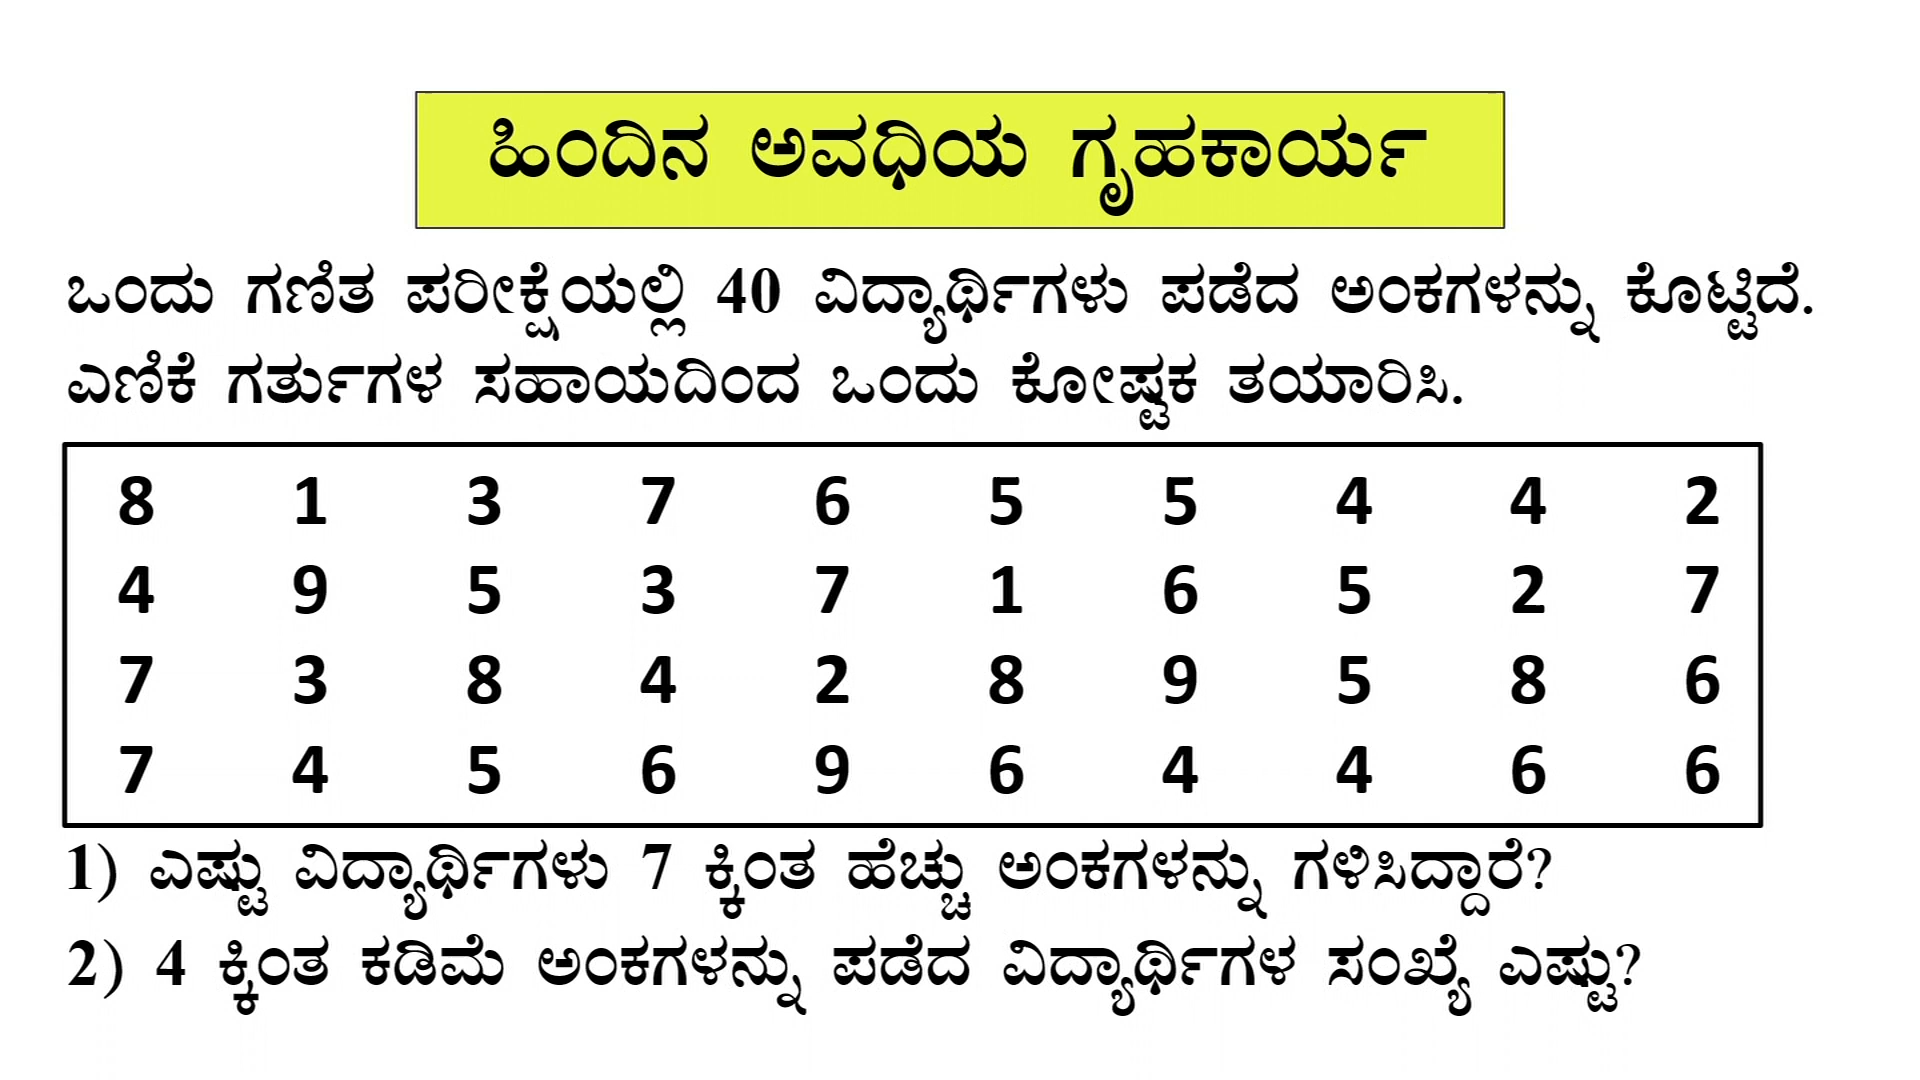 ಹಿಂದಿನ ಅವಧಿಯ ಗೃಹಕಾರ್ಯ
ಒಂದು ಗಣಿತ ಪರೀಕ್ಷೆಯಲ್ಲಿ 40 ವಿದ್ಯಾರ್ಥಿಗಳು ಪಡೆದ ಅಂಕಗಳನ್ನು ಕೊಟ್ಟಿದೆ.
ಎಣಿಕೆ ಗರ್ತುಗಳ ಸಹಾಯದಿಂದ ಒಂದು ಕೋಷ್ಟಕ ತಯಾರಿಸಿ.
8 1 3 7 6 5 5 4 4 2
4 9 5 3 7 1 6 5 2 7
7 3 8 4 2 8 9 5 8 6
7 4 5 6 9 6 4 4 6 6
1) ಎಷ್ಟು ವಿದ್ಯಾರ್ಥಿಗಳು 7 ಕ್ಕಿಂತ ಹೆಚ್ಚು ಅಂಕಗಳನ್ನು ಗಳಿಸಿದ್ದಾರೆ?
2) 4 ಕ್ಕಿಂತ ಕಡಿಮೆ ಅಂಕಗಳನ್ನು ಪಡೆದ ವಿದ್ಯಾರ್ಥಿಗಳ ಸಂಖ್ಯೆ ಎಷ್ಟು?